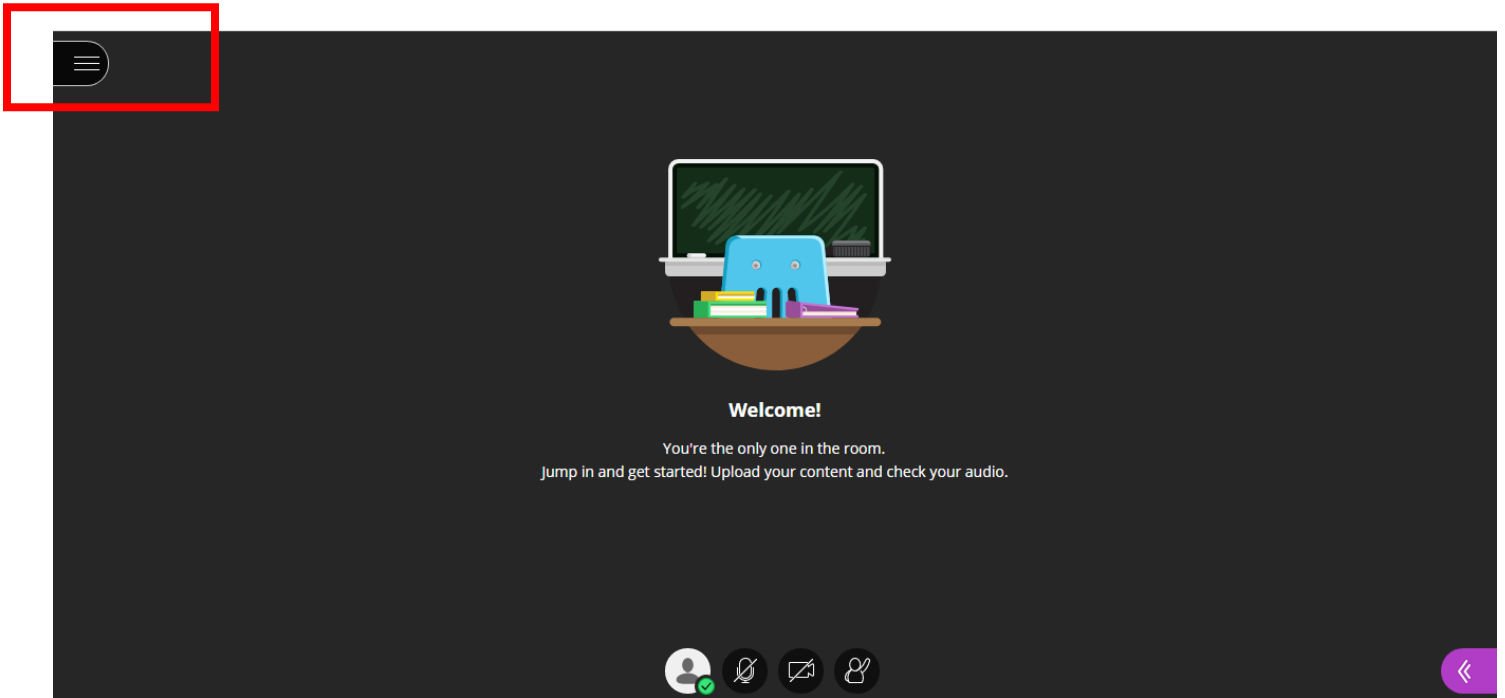 Welcome!
You're the only one in the room.
Jump in and get started! Upload your content and check your audio.